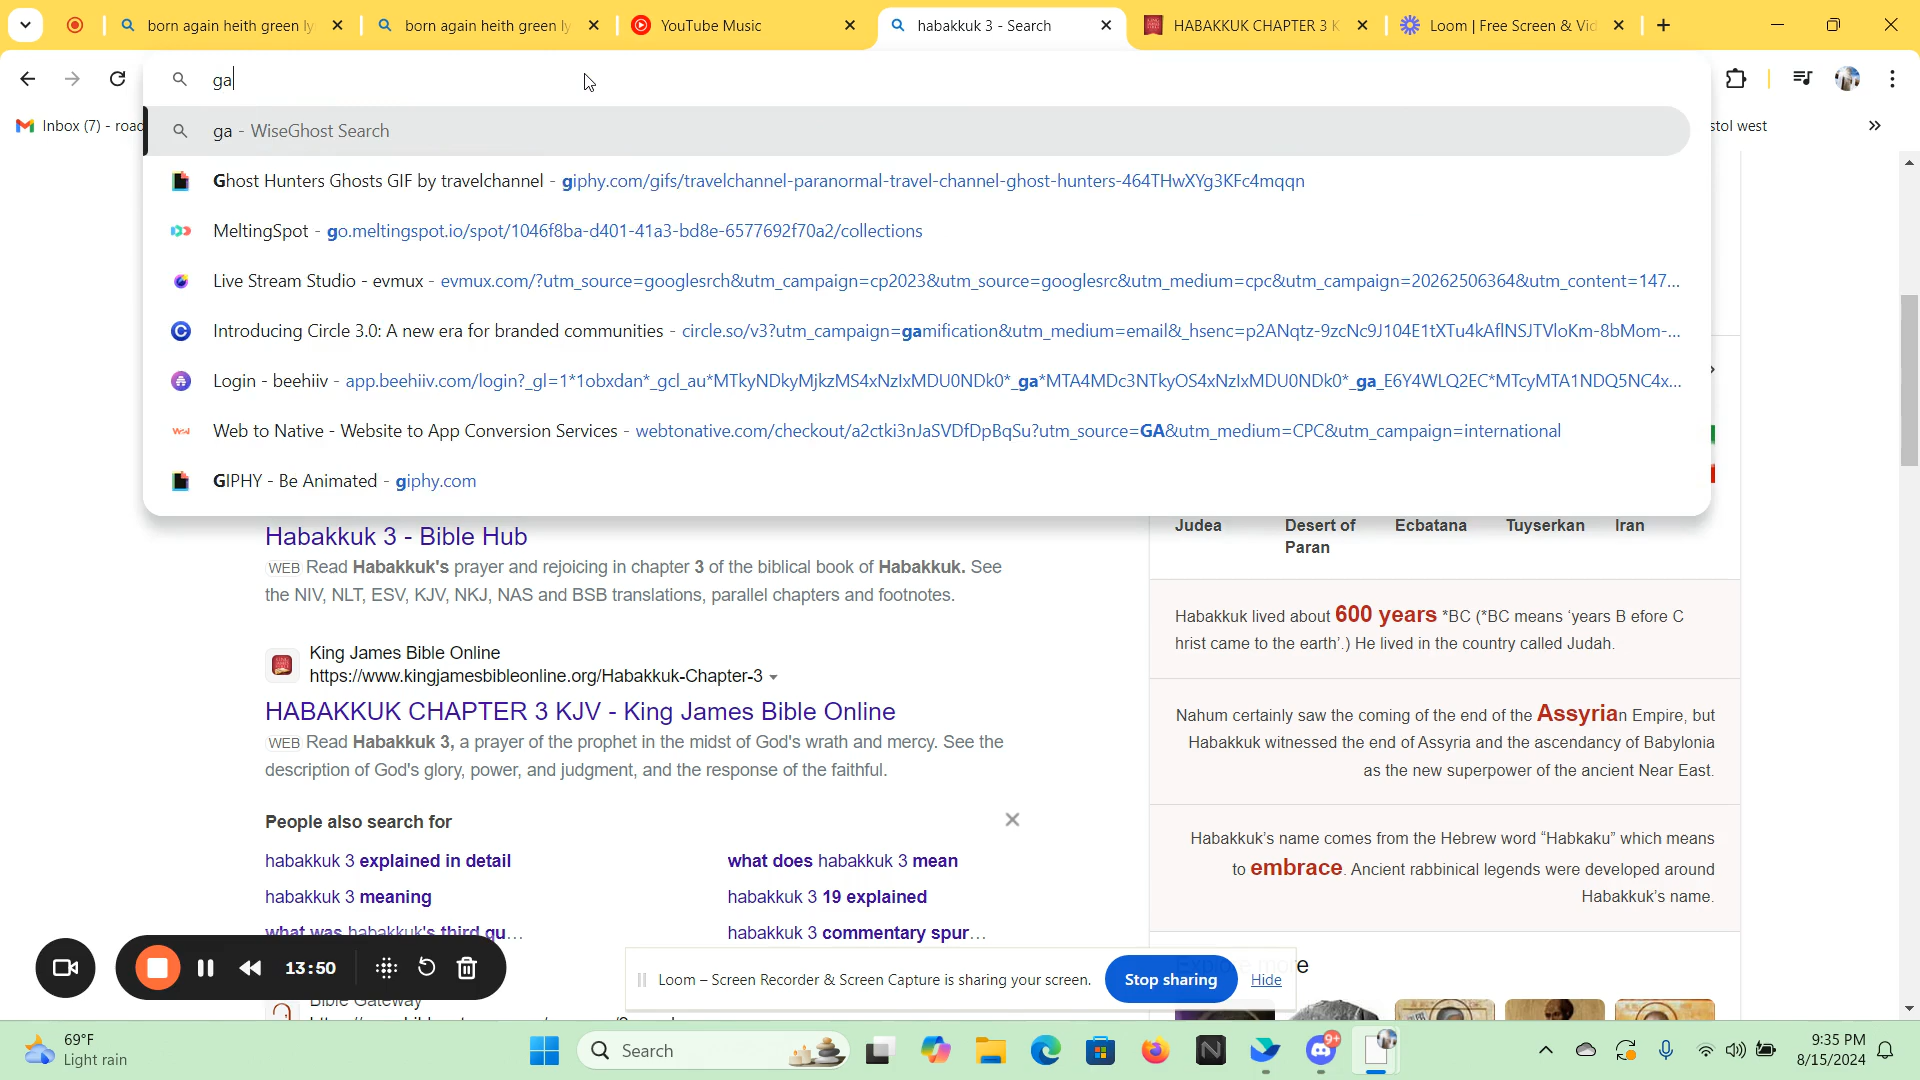 born again heith green ly
born again heith green ly
YouTube Music
habakkuk 3 - Search
HABAKKUK CHAPTER 3 K
Loom | Free Screen & Vid
ga
Inbox (7) - road
stol west
ga - WiseGhost Search
Ghost Hunters Ghosts GIF by travelchannel - giphy.com/gifs/travelchannel-paranormal-travel-channel-ghost-hunters-464THwXYg3KFc4mqqn
MeltingSpot - go.meltingspot.io/spot/1046f8ba-d401-41a3-bd8e-6577692f70a2/collections
Live Stream Studio - evmux - evmux.com/?utm_source=googlesrch&utm_campaign=cp2023&utm_source=googlesrc&utm_medium=cpc&utm_campaign=20262506364&utm_content=147...
Introducing Circle 3.0: A new era for branded communities - circle.so/v3?utm_campaign=gamification&utm_medium=email&_hsenc=p2ANqtz-9zcNc9J104E1tXTu4kAflNSJTVloKm-8bMom-...
Login - beehiiv - app.beehiiv.com/login?_gl=1*1obxdan*_gcl_au*MTkyNDkyMjkzMS4xNzIxMDU0NDk0*_ga*MTA4MDc3NTkyOS4xNzIxMDU0NDk0*_ga_E6Y4WLQ2EC*MTcyMTA1NDQ5NC4x...
Web to Native - Website to App Conversion Services - webtonative.com/checkout/a2ctki3nJaSVDfDpBqSu?utm_source=GA&utm_medium=CPC&utm_campaign=international
GIPHY - Be Animated - giphy.com
Habakkuk 3 - Bible Hub
WEB Read Habakkuk's prayer and rejoicing in chapter 3 of the biblical book of Habakkuk. See
the NIV, NLT, ESV, KJV, NKJ, NAS and BSB translations, parallel chapters and footnotes.
King James Bible Online
https://www.kingjamesbibleonline.org/Habakkuk-Chapter-3
HABAKKUK CHAPTER 3 KJV - King James Bible Online
WEB Read Habakkuk 3, a prayer of the prophet in the midst of God's wrath and mercy. See the
description of God's glory, power, and judgment, and the response of the faithful.
People also search for
habakkuk 3 explained in detail
what does habakkuk 3 mean
habakkuk 3 meaning
habakkuk 3 19 explained
what was habakkuk's third qu...
habakkuk 3 commentary spur...
Bible Gateway
Judea
Desert of
Paran
Ecbatana
Tuyserkan
Iran
Habakkuk lived about 600 years *BC (*BC means ‘years B efore C
hrist came to the earth’.) He lived in the country called Judah.
Nahum certainly saw the coming of the end of the Assyrian Empire, but
Habakkuk witnessed the end of Assyria and the ascendancy of Babylonia
as the new superpower of the ancient Near East.
Habakkuk’s name comes from the Hebrew word “Habkaku” which means
to embrace. Ancient rabbinical legends were developed around
Habakkuk’s name.
Explore more
13:50
Loom – Screen Recorder & Screen Capture is sharing your screen.
Stop sharing
Hide
69°F
Light rain
Search
9+
9:35 PM
8/15/2024